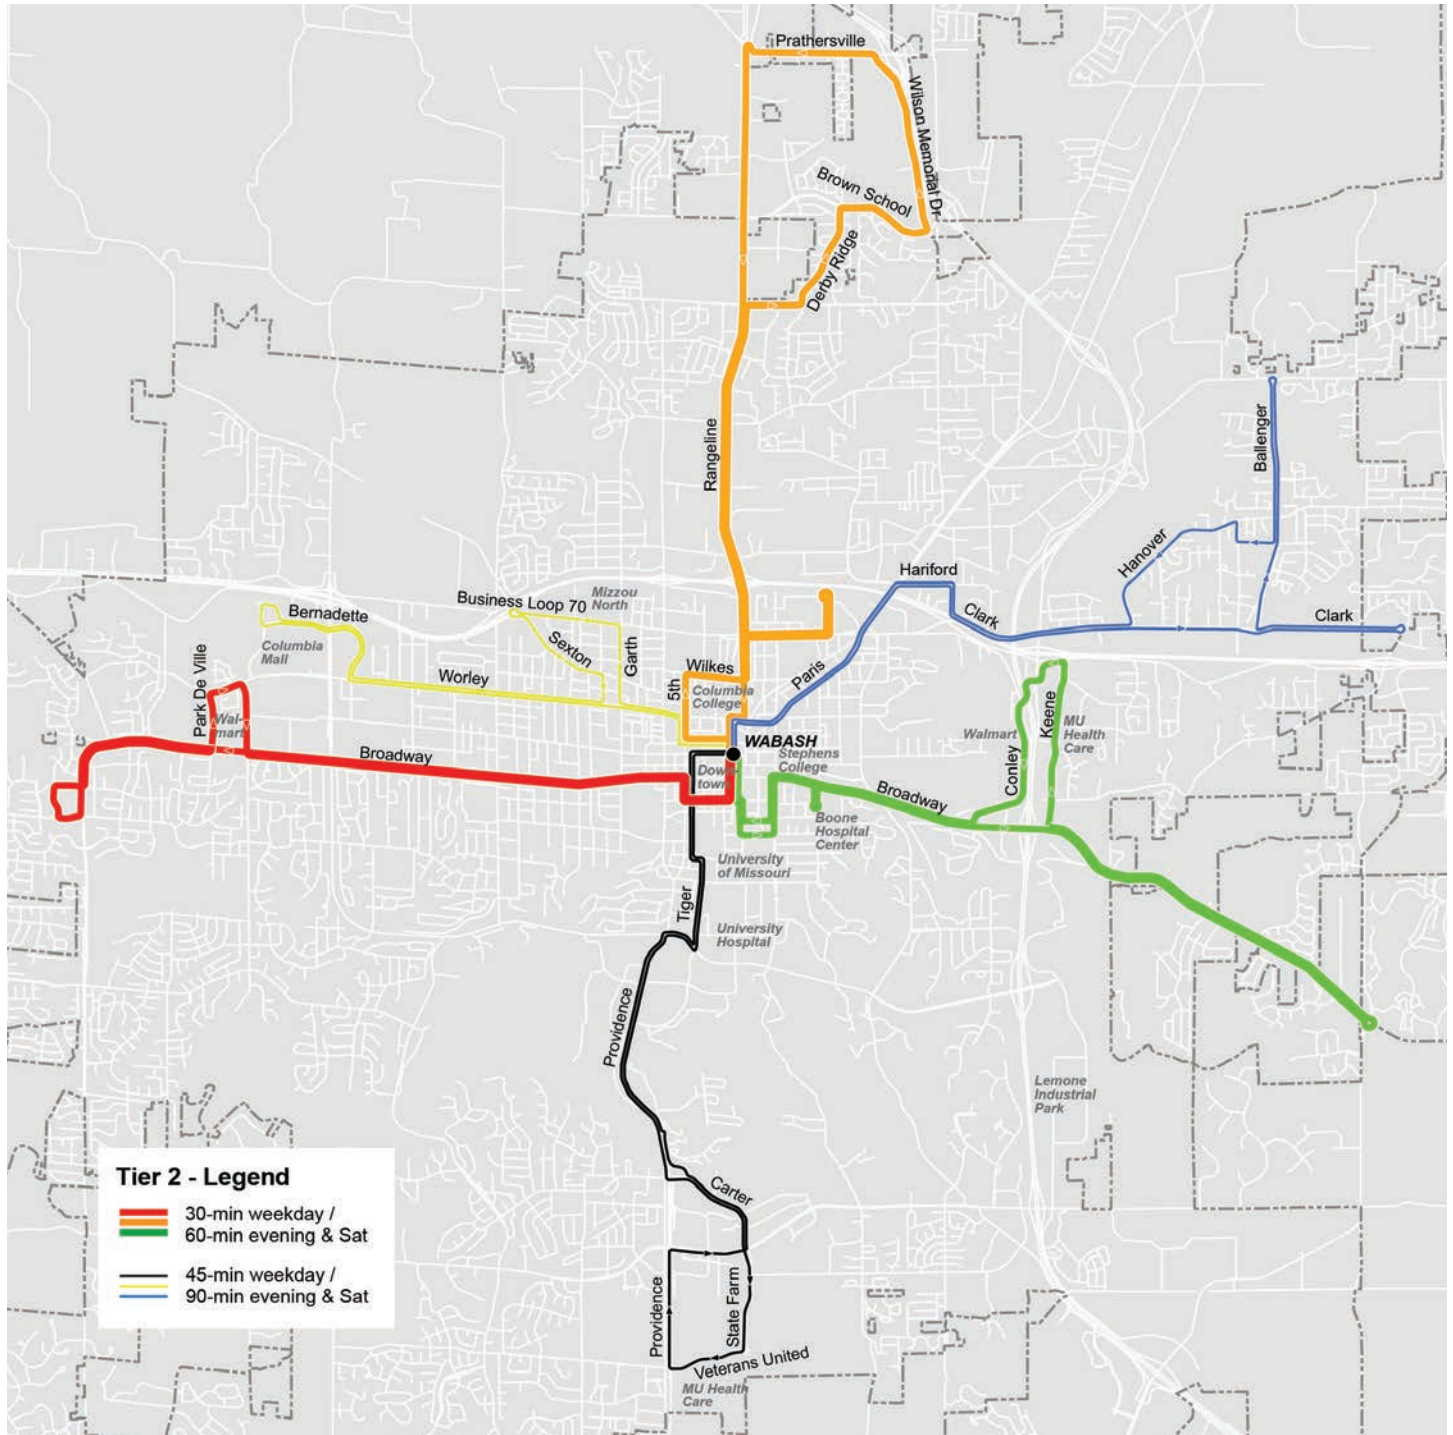 Prathersville
Wilson Memorial Dr
Brown School
Derby Ridge
Rangeline
Ballenger
Hanover
Hariford
Clark
Clark
Business Loop 70
Mizzou
North
Bernadette
Columbia
Mall
Sexton
Garth
Worley
Wilkes
5th
Columbia
College
Paris
Park De Ville
Wal-
mart
Broadway
WABASH
Stephens
College
Down-
town
Walmart
Conley
Keene
MU
Health
Care
Broadway
Boone
Hospital
Center
University
of Missouri
Tiger
University
Hospital
Providence
Lemone
Industrial
Park
Carter
Providence
State Farm
Veterans United
MU Health
Care
Tier 2 - Legend
30-min weekday /
60-min evening & Sat
45-min weekday /
90-min evening & Sat